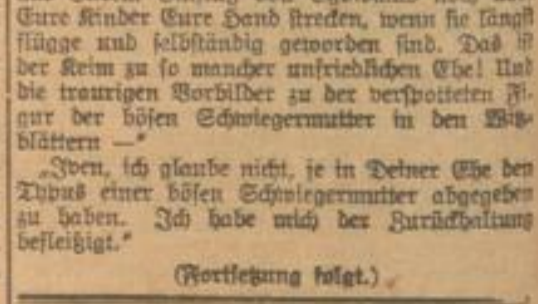 Eure Kinder Eure Hand strecken, wenn sie längst
flügge und selbständig geworden sind. Das ist
der Keim zu so mancher unfriedlichen Ehe! Und
die traurigen Vorbilder zu der verspotteten Fi-
gur der bösen Schwiegermutter in den Witz-
blättern —"
„Iven, ich glaube nicht, je in Deiner Ehe den
Typus einer bösen Schwiegermutter abgegeben
zu haben. Ich habe mich der Zurückhaltung
befleißigt."
(Fortsetzung folgt.)